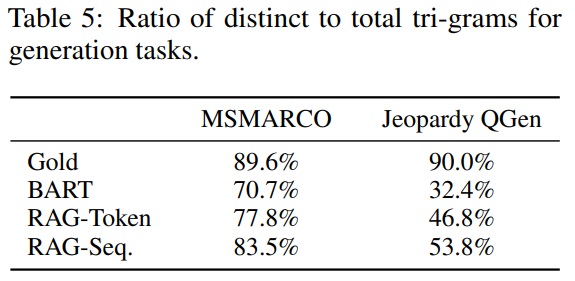 Table 5: Ratio of distinct to total tri-grams for
generation tasks.
MSMARCO Jeopardy QGen
Gold 89.6% 90.0%
BART 70.7% 32.4%
RAG-Token 77.8% 46.8%
RAG-Seq. 83.5% 53.8%